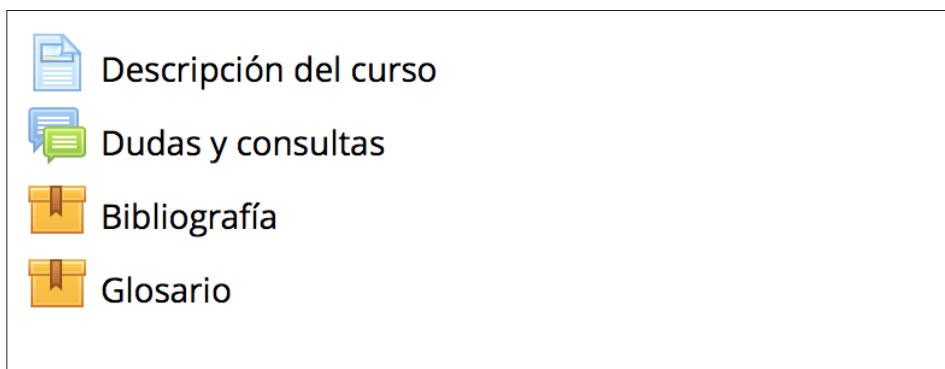 Descripción del curso
Dudas y consultas
Bibliografía
Glosario